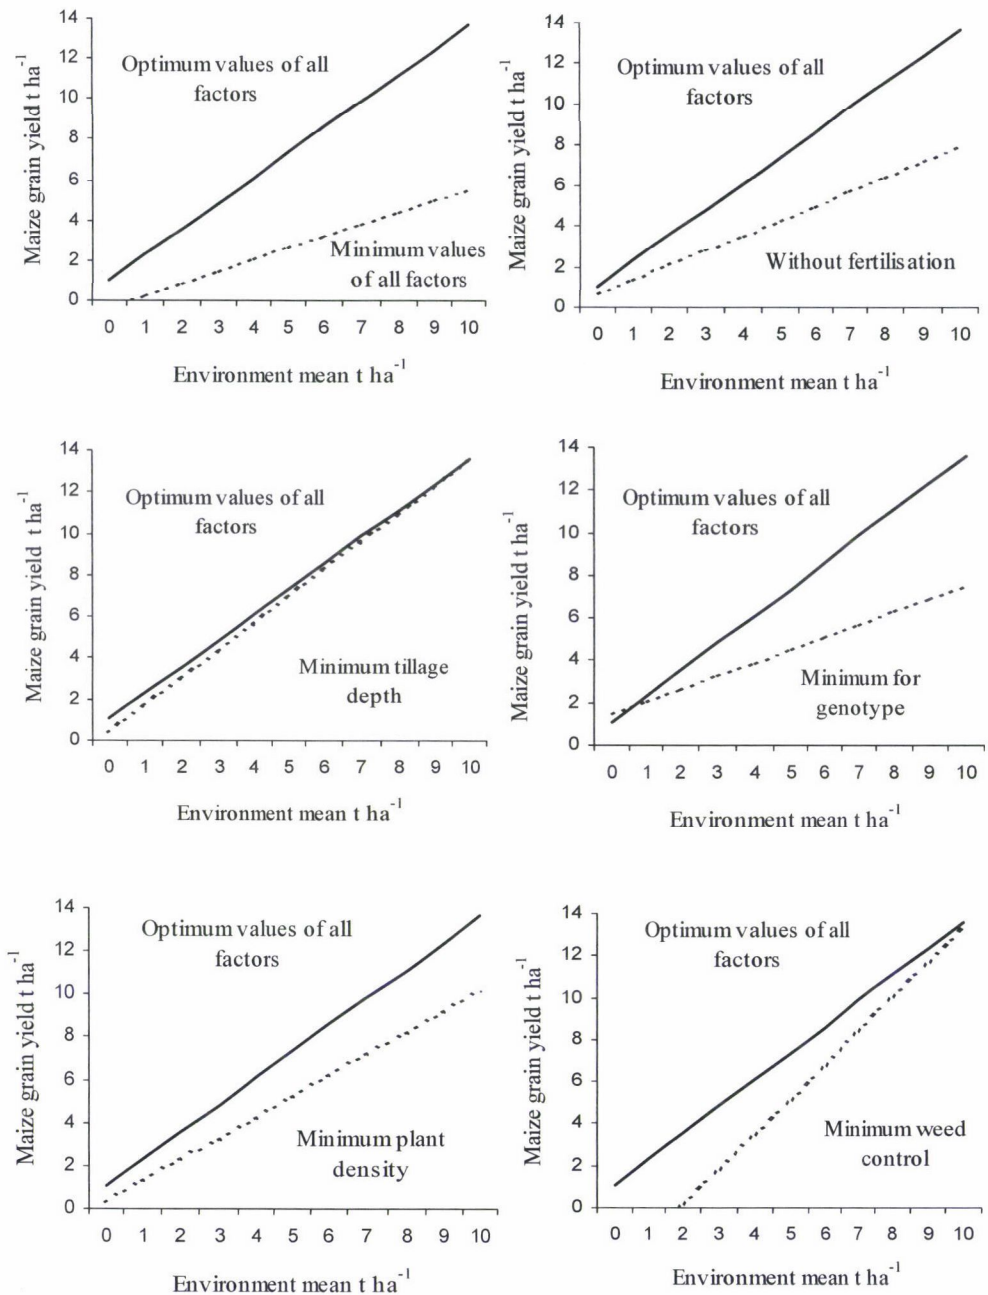 14
12
10
8
6
4
2
0
Maize grain yield t ha⁻¹
Optimum values of all
factors
Minimum values
of all factors
0 1 2 3 4 5 6 7 8 9 10
Environment mean t ha⁻¹
14
12
10
8
6
4
2
0
Maize grain yield t ha⁻¹
Optimum values of all
factors
Without fertilisation
0 1 2 3 4 5 6 7 8 9 10
Environment mean t ha⁻¹
14
12
10
8
6
4
2
0
Maize grain yield t ha⁻¹
Optimum values of all
factors
Minimum tillage
depth
0 1 2 3 4 5 6 7 8 9 10
Environment mean t ha⁻¹
14
12
10
8
6
4
2
0
Maize grain yield t ha⁻¹
Optimum values of all
factors
Minimum for
genotype
0 1 2 3 4 5 6 7 8 9 10
Environment mean t ha⁻¹
14
12
10
8
6
4
2
0
Maize grain yield t ha⁻¹
Optimum values of all
factors
Minimum plant
density
0 1 2 3 4 5 6 7 8 9 10
Environment mean t ha⁻¹
14
12
10
8
6
4
2
0
Maize grain yield t ha⁻¹
Optimum values of all
factors
Minimum weed
control
0 1 2 3 4 5 6 7 8 9 10
Environment mean t ha⁻¹